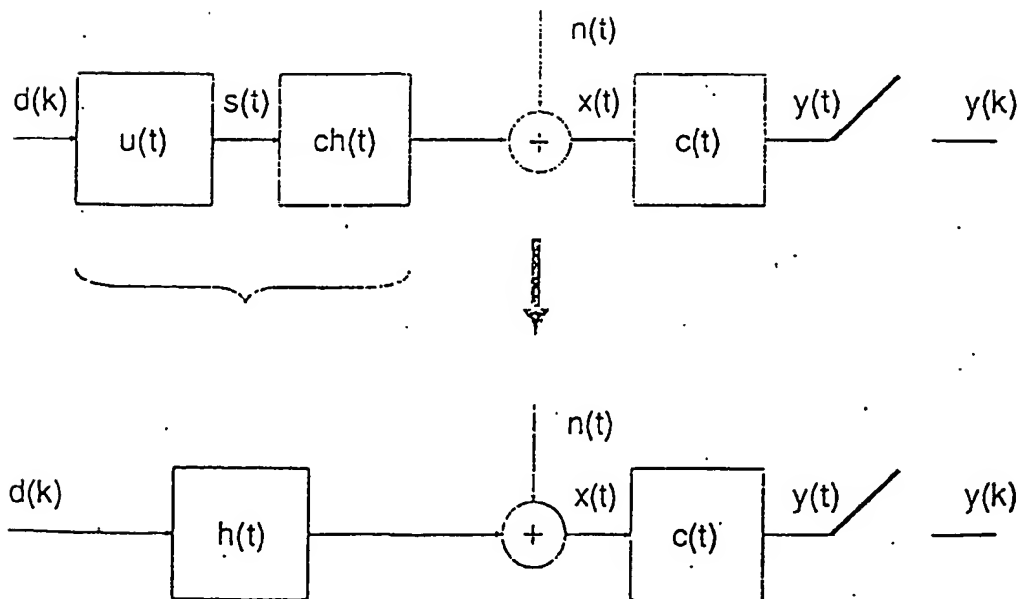 n(t)
d(k) s(t) x(t) y(t) y(k)
u(t) ch(t) + c(t)
n(t)
d(k) x(t) y(t) y(k)
h(t) + c(t)